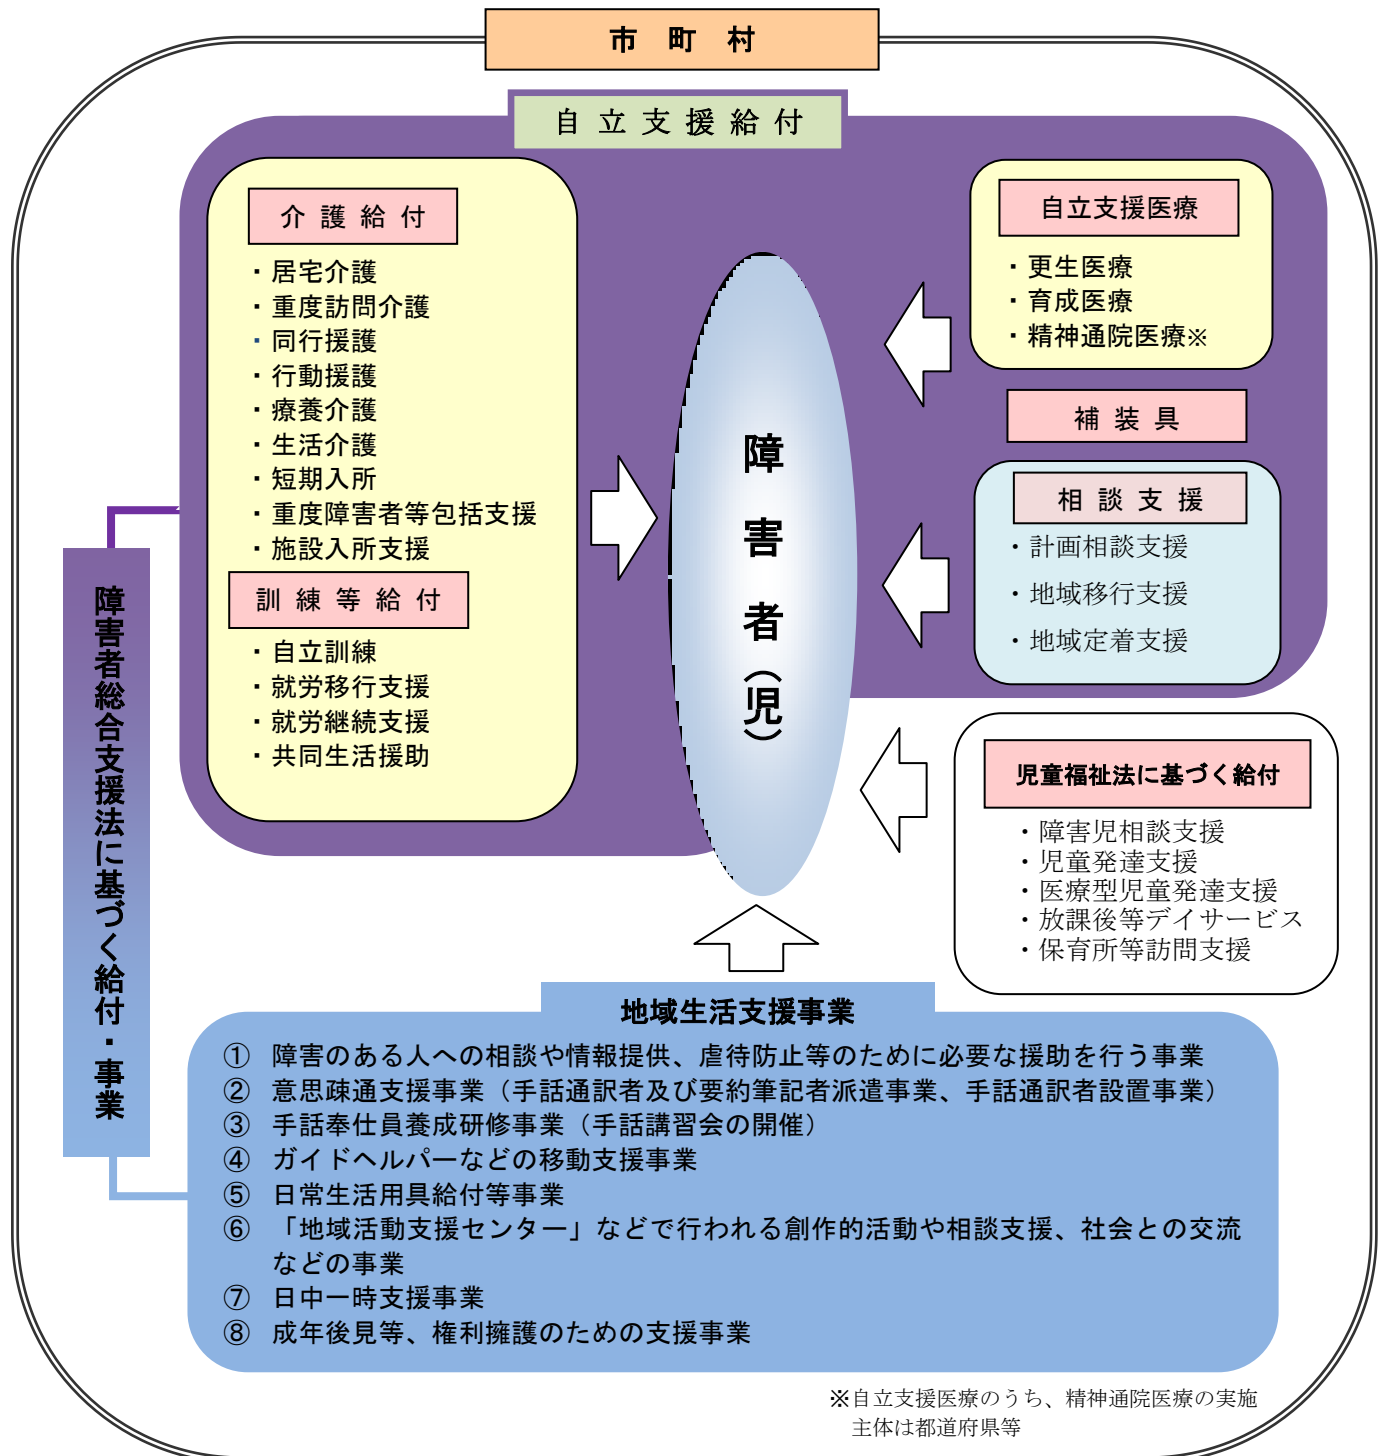 市　町　村
自 立 支 援 給 付
介 護 給 付
・居宅介護
・重度訪問介護
・同行援護
・行動援護
・療養介護
・生活介護
・短期入所
・重度障害者等包括支援
・施設入所支援
訓 練 等 給 付
・自立訓練
・就労移行支援
・就労継続支援
・共同生活援助
障害者（児）
自立支援医療
・更生医療
・育成医療
・精神通院医療※
補 装 具
相 談 支 援
・計画相談支援
・地域移行支援
・地域定着支援
児童福祉法に基づく給付
・障害児相談支援
・児童発達支援
・医療型児童発達支援
・放課後等デイサービス
・保育所等訪問支援
障害者総合支援法に基づく給付・事業
地域生活支援事業
① 障害のある人への相談や情報提供、虐待防止等のために必要な援助を行う事業
② 意思疎通支援事業（手話通訳者及び要約筆記者派遣事業、手話通訳者設置事業）
③ 手話奉仕員養成研修事業（手話講習会の開催）
④ ガイドヘルパーなどの移動支援事業
⑤ 日常生活用具給付等事業
⑥ 「地域活動支援センター」などで行われる創作的活動や相談支援、社会との交流
などの事業
⑦ 日中一時支援事業
⑧ 成年後見等、権利擁護のための支援事業
※自立支援医療のうち、精神通院医療の実施
主体は都道府県等